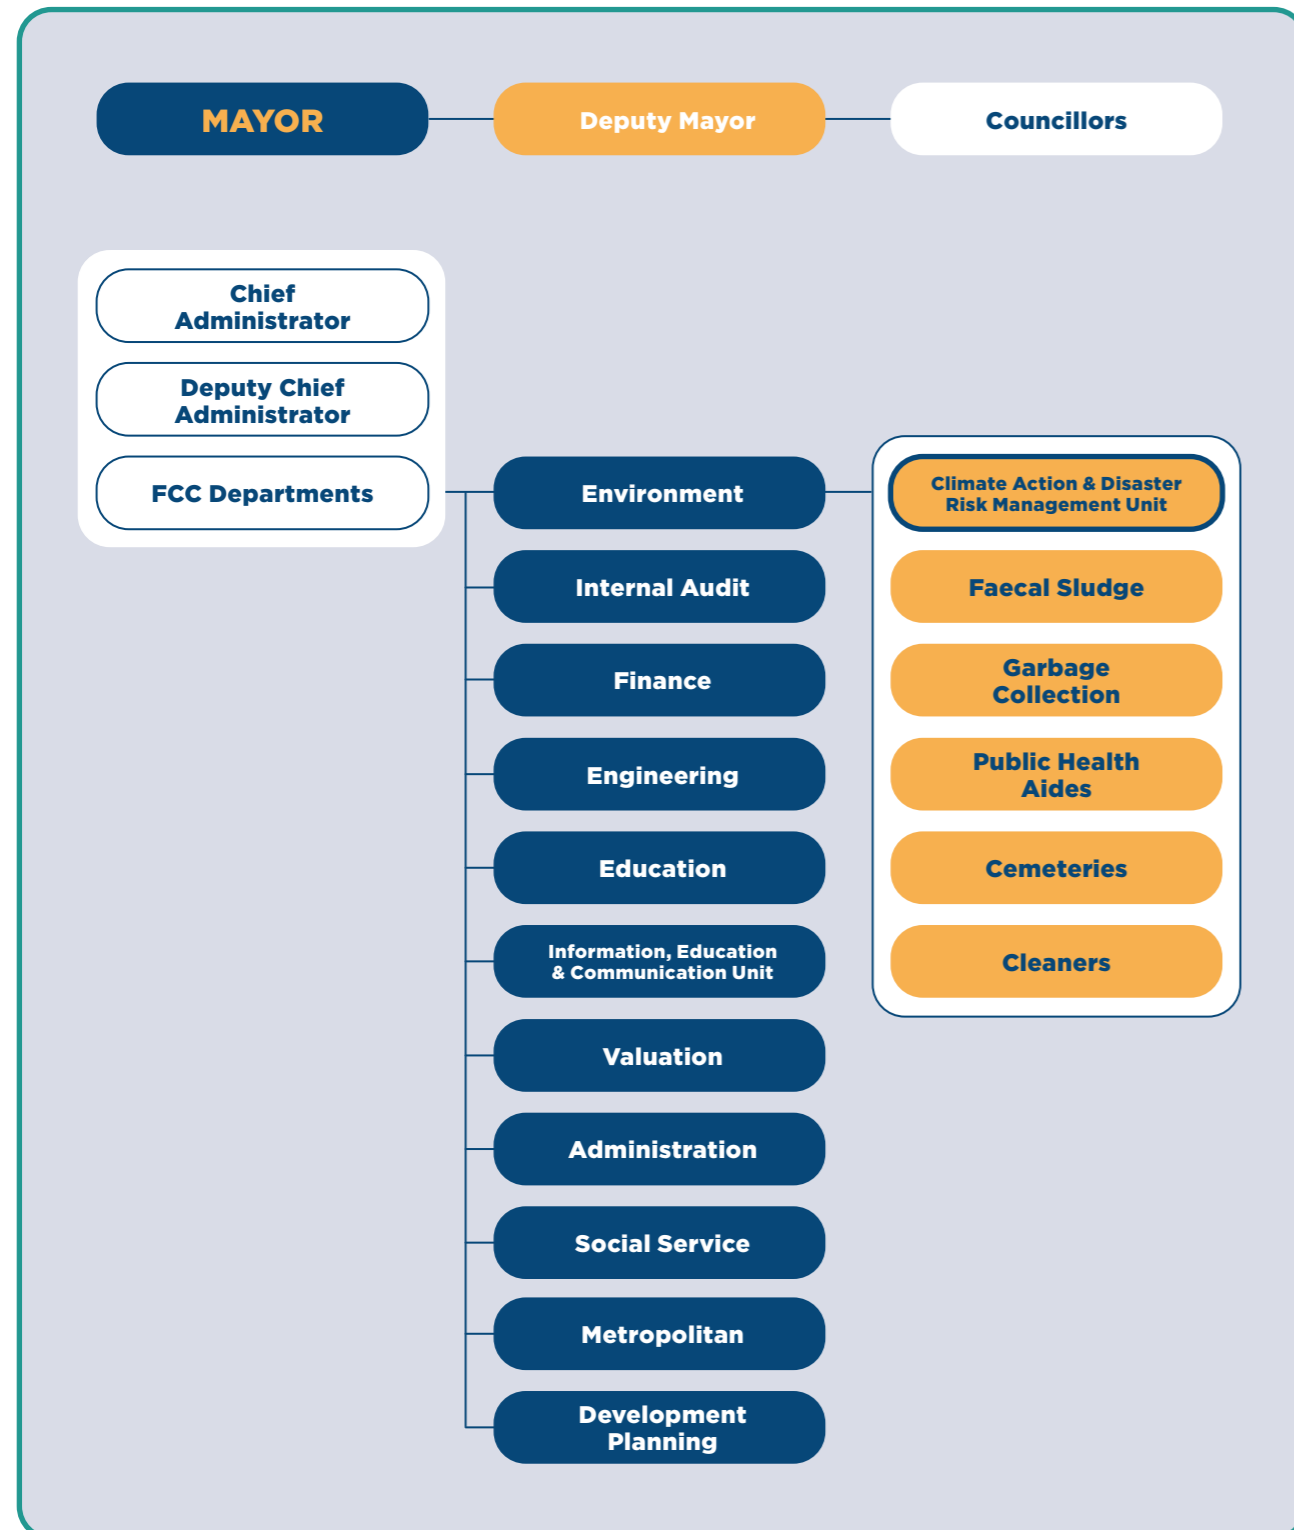 MAYOR
Deputy Mayor
Councillors
Chief
Administrator
Deputy Chief
Administrator
FCC Departments
Environment
Internal Audit
Finance
Engineering
Education
Information, Education
& Communication Unit
Valuation
Administration
Social Service
Metropolitan
Development
Planning
Climate Action & Disaster
Risk Management Unit
Faecal Sludge
Garbage
Collection
Public Health
Aides
Cemeteries
Cleaners